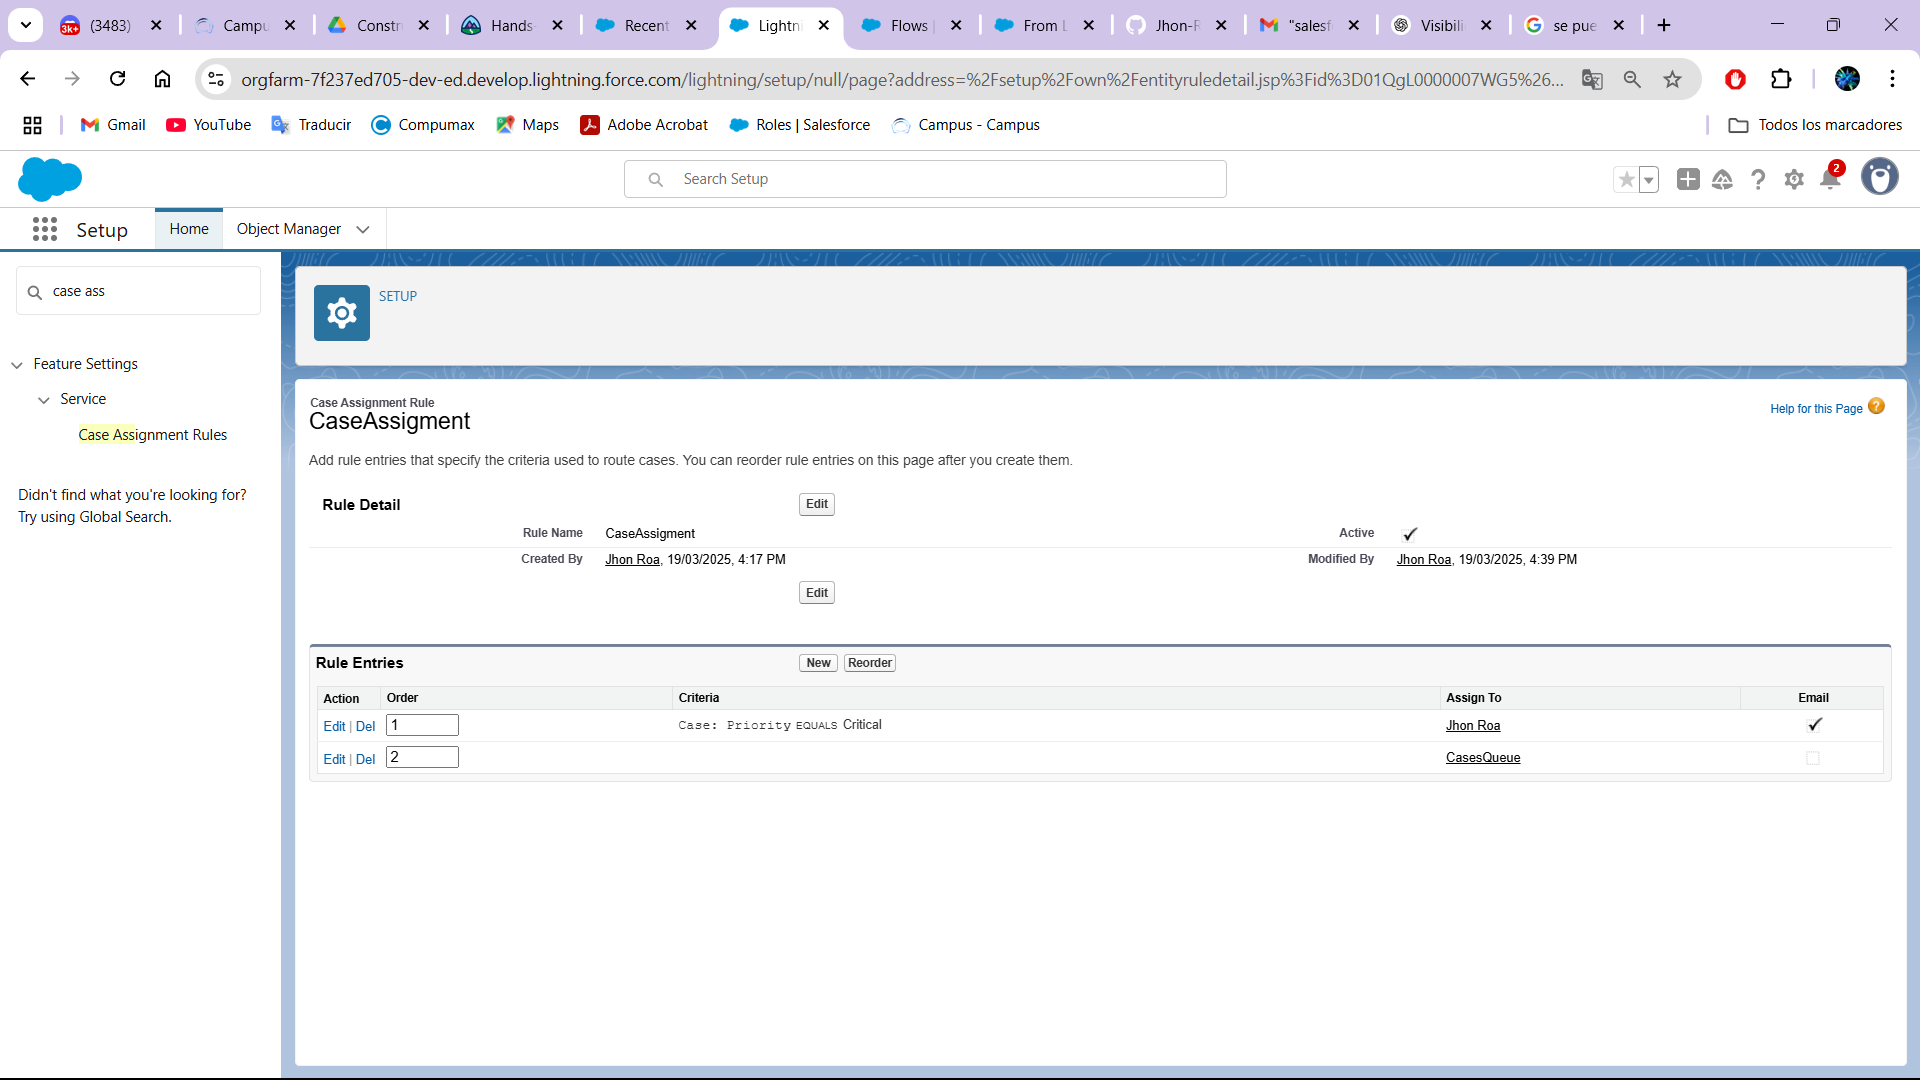 3k+ (3483)
Campu
Constr
Hands-
Recent
Lightni
Flows |
From L
Jhon-R
"salesf
Visibili
se pue
orgfarm-7f237ed705-dev-ed.develop.lightning.force.com/lightning/setup/null/page?address=%2Fsetup%2Fown%2Fentityruledetail.jsp%3Fid%3D01QgL0000007WG5%26...
Gmail
YouTube
Traducir
Compumax
Maps
Adobe Acrobat
Roles | Salesforce
Campus - Campus
Todos los marcadores
Search Setup
2
Setup
Home
Object Manager
case ass
Feature Settings
Service
Case Assignment Rules
Didn't find what you're looking for?
Try using Global Search.
SETUP
Case Assignment Rule
CaseAssigment
Help for this Page ?
Add rule entries that specify the criteria used to route cases. You can reorder rule entries on this page after you create them.
Rule Detail
Edit
Rule Name CaseAssigment Active
Created By Jhon Roa, 19/03/2025, 4:17 PM Modified By Jhon Roa, 19/03/2025, 4:39 PM
Edit
Rule Entries New Reorder
Action Order Criteria Assign To Email
Edit | Del 1 Case: Priority EQUALS Critical Jhon Roa
Edit | Del 2 CasesQueue